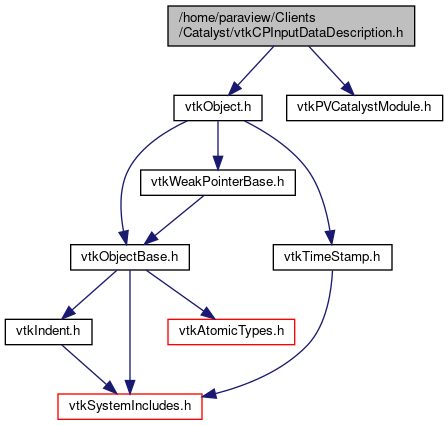 /home/paraview/Clients
/Catalyst/vtkCPInputDataDescription.h
vtkObject.h
vtkPVCatalystModule.h
vtkWeakPointerBase.h
vtkObjectBase.h
vtkTimeStamp.h
vtkIndent.h
vtkAtomicTypes.h
vtkSystemIncludes.h